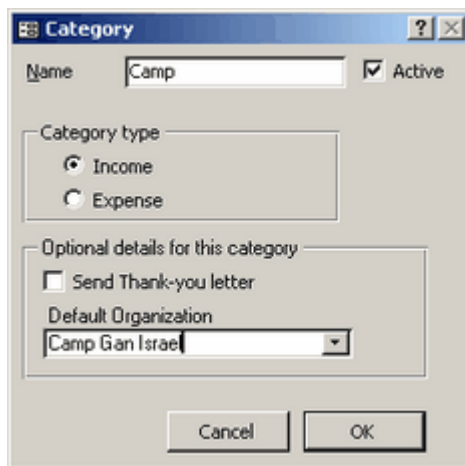 Category
Name Camp Active
Category type
Income
Expense
Optional details for this category
Send Thank-you letter
Default Organization
Camp Gan Israel
Cancel OK